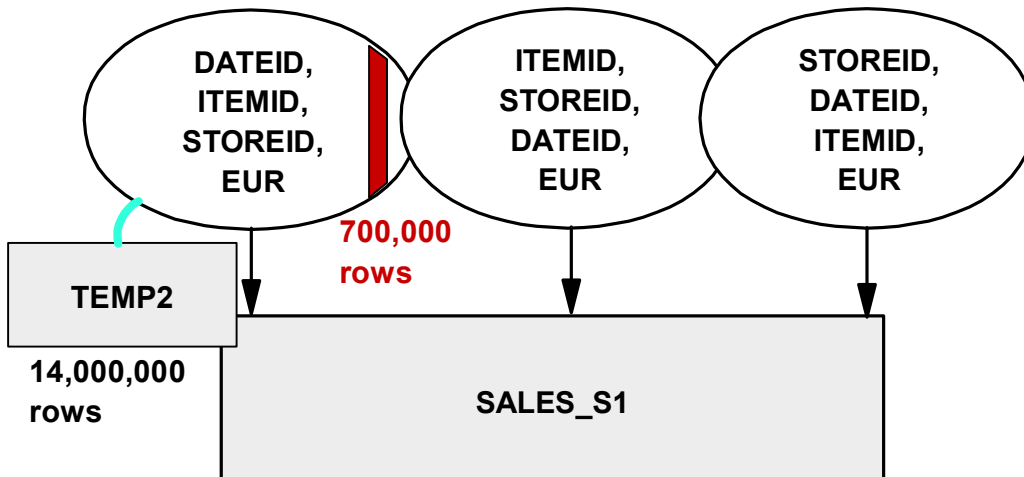 DATEID,
ITEMID,
STOREID,
EUR
ITEMID,
STOREID,
DATEID,
EUR
STOREID,
DATEID,
ITEMID,
EUR
700,000
rows
TEMP2
14,000,000
rows
SALES_S1